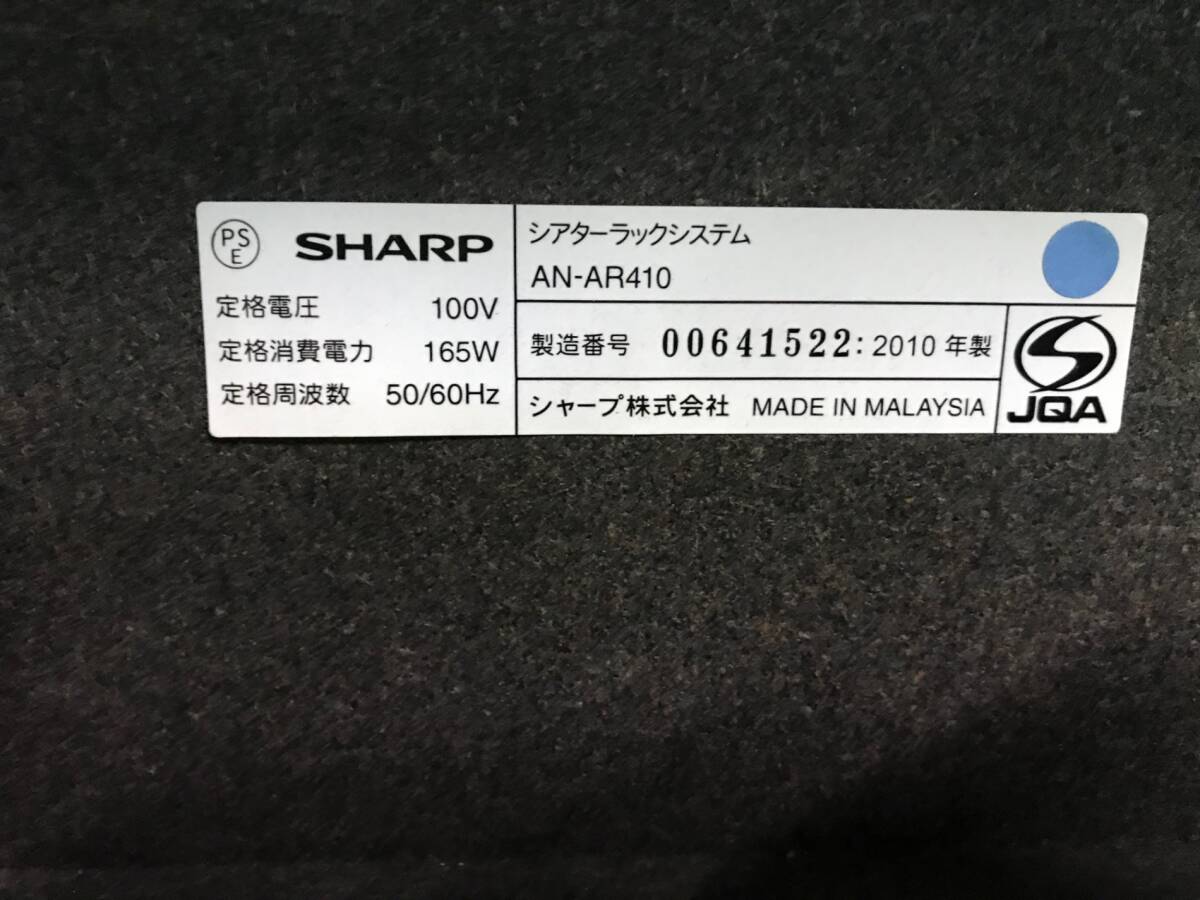 PSE SHARP
定格電圧 100V
定格消費電力 165W
定格周波数 50/60Hz
シアターラックシステム
AN-AR410
製造番号 00641522: 2010 年製
シャープ株式会社 MADE IN MALAYSIA
JQA